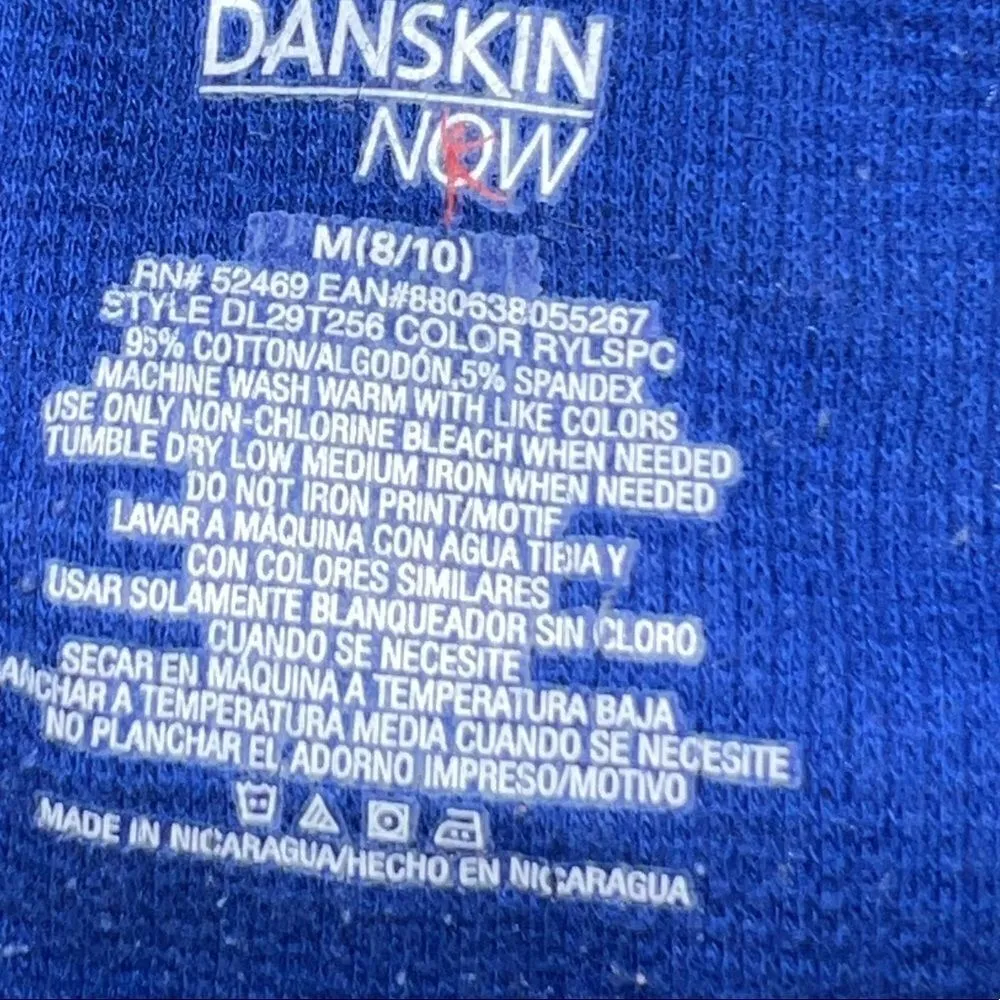 DANSKIN
NOW
R
M(8/10)
RN# 52469 EAN#880638055267
STYLE DL29T256 COLOR RYLSPC
95% COTTON/ALGODÓN,5% SPANDEX
MACHINE WASH WARM WITH LIKE COLORS
USE ONLY NON-CHLORINE BLEACH WHEN NEEDED
TUMBLE DRY LOW MEDIUM IRON WHEN NEEDED
DO NOT IRON PRINT/MOTIF
LAVAR A MÁQUINA CON AGUA TIBIA Y
CON COLORES SIMILARES
USAR SOLAMENTE BLANQUEADOR SIN CLORO
CUANDO SE NECESITE
SECAR EN MÁQUINA A TEMPERATURA BAJA
ANCHAR A TEMPERATURA MEDIA CUANDO SE NECESITE
NO PLANCHAR EL ADORNO IMPRESO/MOTIVO
MADE IN NICARAGUA/HECHO EN NICARAGUA